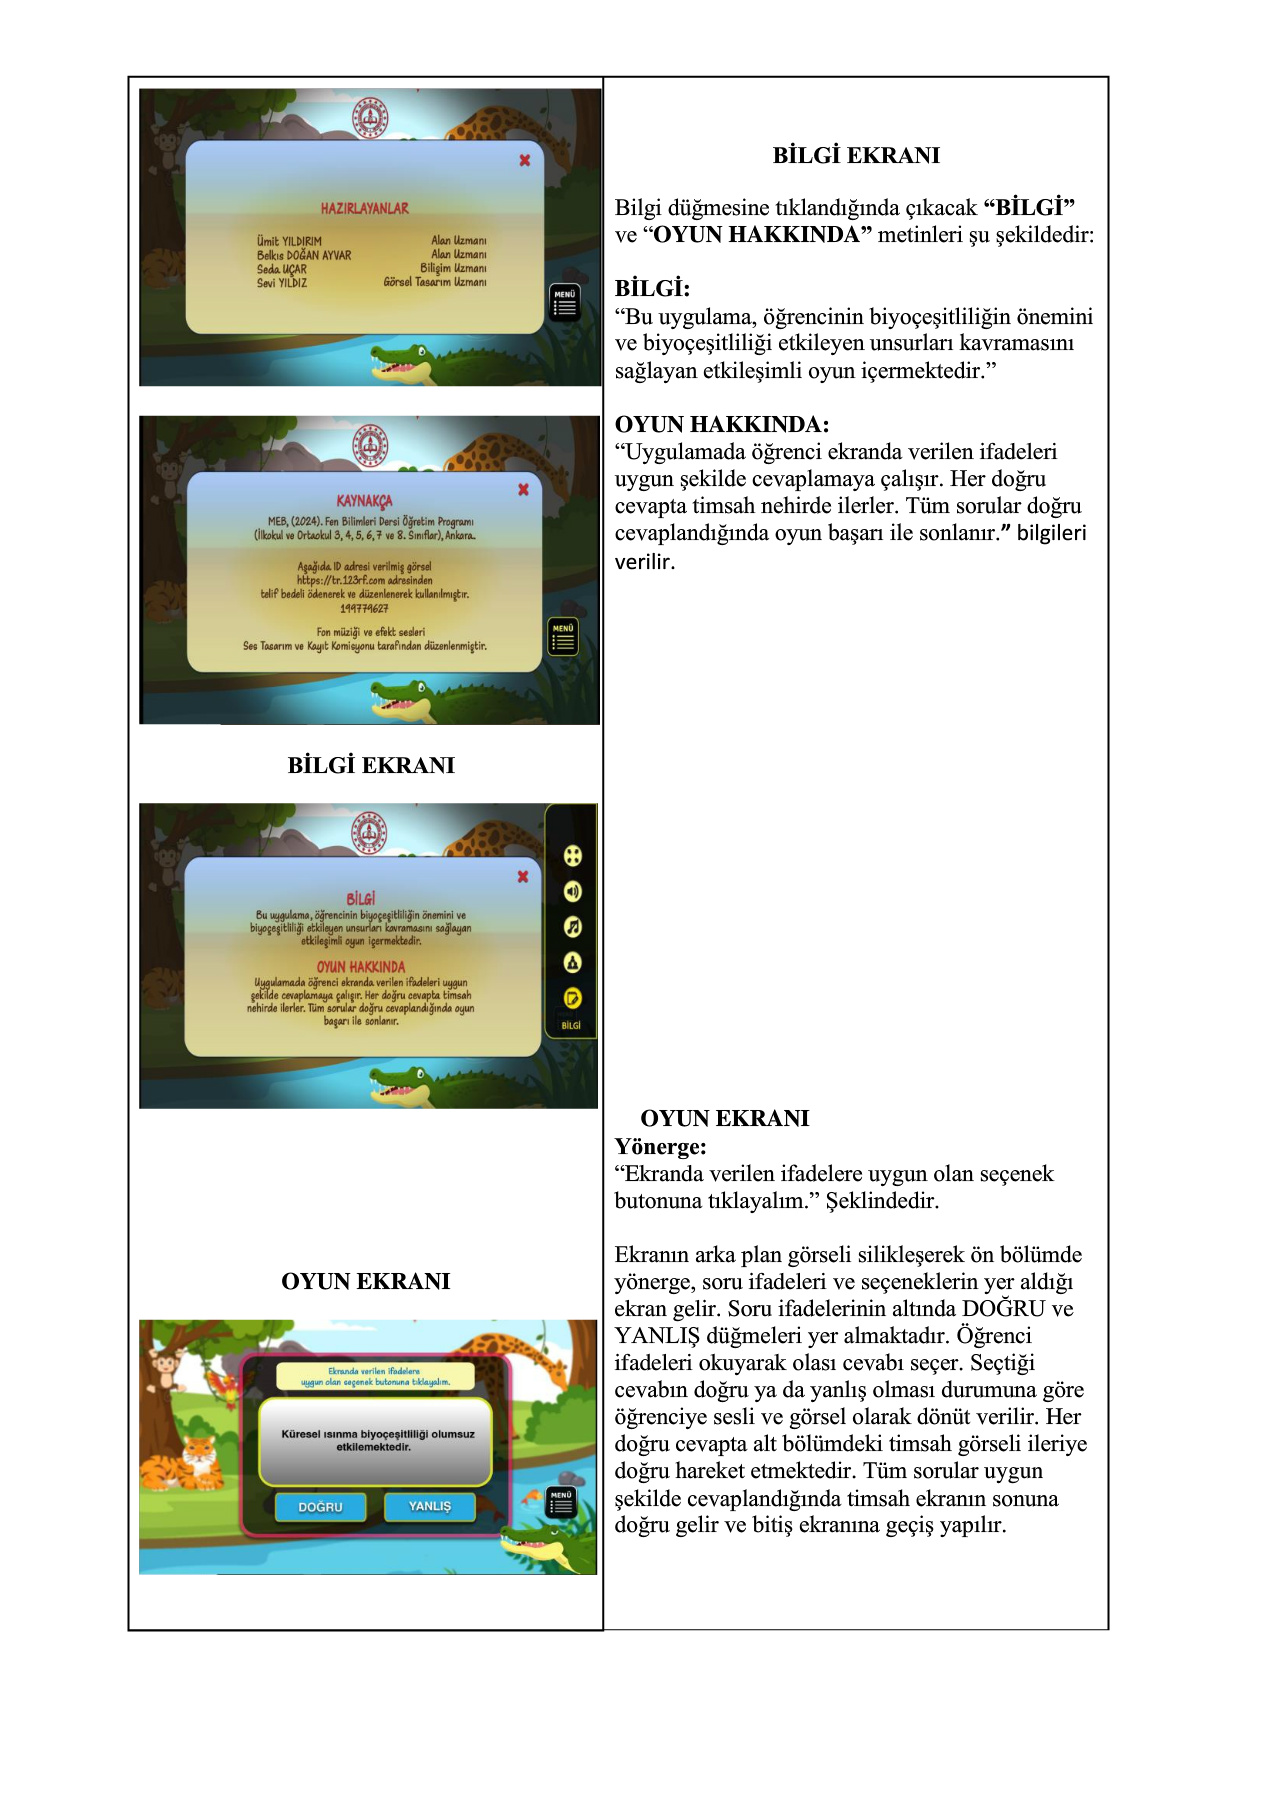 HAZIRLAYANLAR
Ümit YILDIRIM Alan Uzmanı
Belkıs DOĞAN AYVAR Alan Uzmanı
Seda UÇAR Bilişim Uzmanı
Sevi YILDIZ Görsel Tasarım Uzmanı
MENÜ
KAYNAKÇA
MEB, (2024). Fen Bilimleri Dersi Öğretim Programı
(İlkokul ve Ortaokul 3, 4, 5, 6, 7 ve 8. Sınıflar), Ankara.
Aşağıda ID adresi verilmiş görsel
https://tr.123rf.com adresinden
telif bedeli ödenerek ve düzenlenerek kullanılmıştır.
199779627
Fon müziği ve efekt sesleri
Ses Tasarım ve Kayıt Komisyonu tarafından düzenlenmiştir.
MENÜ
BİLGİ EKRANI
BİLGİ
Bu uygulama, öğrencinin biyoçeşitliliğin önemini ve
biyoçeşitliliği etkileyen unsurları kavramasını sağlayan
etkileşimli oyun içermektedir.
OYUN HAKKINDA
Uygulamada öğrenci ekranda verilen ifadeleri uygun
şekilde cevaplamaya çalışır. Her doğru cevapta timsah
nehirde ilerler. Tüm sorular doğru cevaplandığında oyun
başarı ile sonlanır.
BİLGİ
OYUN EKRANI
Ekranda verilen ifadelere
uygun olan seçenek butonuna tıklayalım.
Küresel ısınma biyoçeşitliliği olumsuz
etkilemektedir.
DOĞRU YANLIŞ
MENÜ
BİLGİ EKRANI
Bilgi düğmesine tıklandığında çıkacak “BİLGİ”
ve “OYUN HAKKINDA” metinleri şu şekildedir:
BİLGİ:
“Bu uygulama, öğrencinin biyoçeşitliliğin önemini
ve biyoçeşitliliği etkileyen unsurları kavramasını
sağlayan etkileşimli oyun içermektedir.”
OYUN HAKKINDA:
“Uygulamada öğrenci ekranda verilen ifadeleri
uygun şekilde cevaplamaya çalışır. Her doğru
cevapta timsah nehirde ilerler. Tüm sorular doğru
cevaplandığında oyun başarı ile sonlanır.” bilgileri
verilir.
OYUN EKRANI
Yönerge:
“Ekranda verilen ifadelere uygun olan seçenek
butonuna tıklayalım.” Şeklindedir.
Ekranın arka plan görseli silikleşerek ön bölümde
yönerge, soru ifadeleri ve seçeneklerin yer aldığı
ekran gelir. Soru ifadelerinin altında DOĞRU ve
YANLIŞ düğmeleri yer almaktadır. Öğrenci
ifadeleri okuyarak olası cevabı seçer. Seçtiği
cevabın doğru ya da yanlış olması durumuna göre
öğrenciye sesli ve görsel olarak dönüt verilir. Her
doğru cevapta alt bölümdeki timsah görseli ileriye
doğru hareket etmektedir. Tüm sorular uygun
şekilde cevaplandığında timsah ekranın sonuna
doğru gelir ve bitiş ekranına geçiş yapılır.